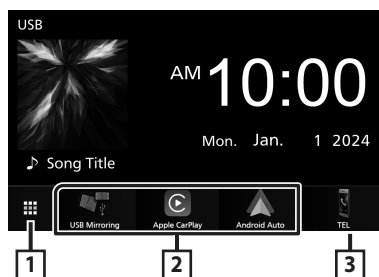 USB
AM 10:00
Mon. Jan. 1 2024
Song Title
USB Mirroring Apple CarPlay Android Auto TEL
1 2 3